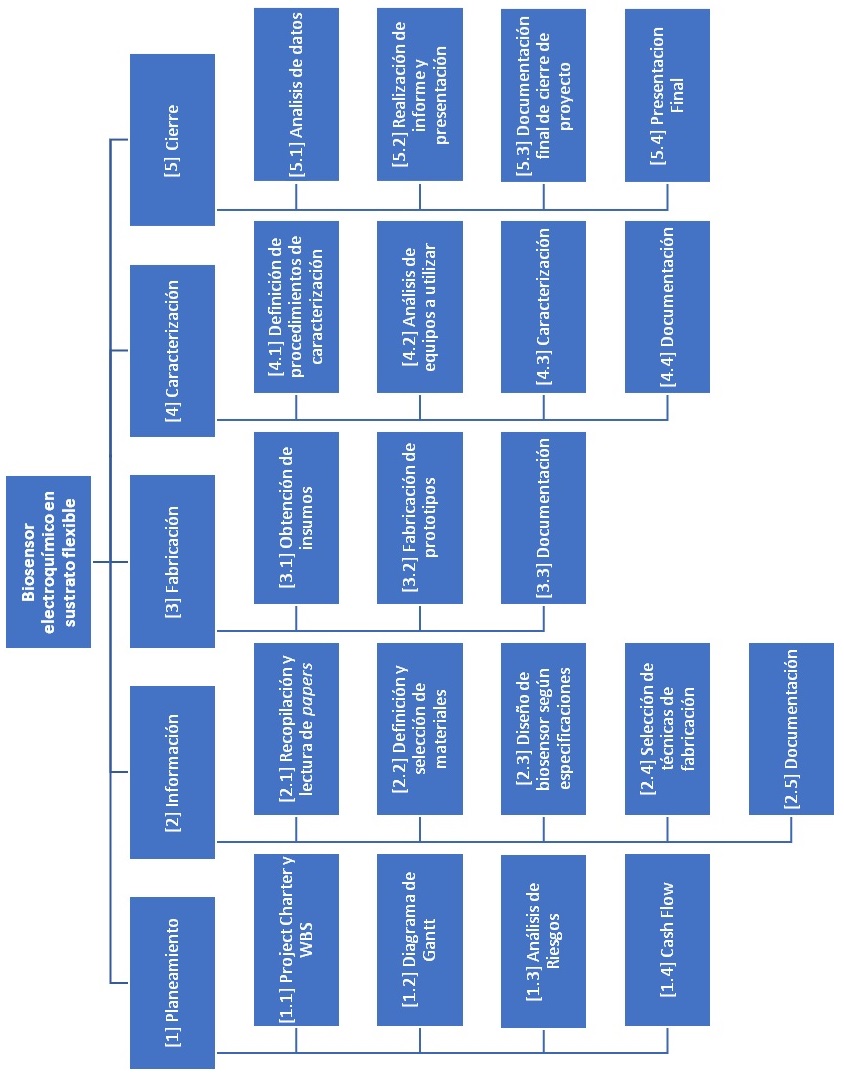 Biosensor
electroquímico en
sustrato flexible
[1] Planeamiento
[1.1] Project Charter y
WBS
[1.2] Diagrama de
Gantt
[1.3] Análisis de
Riesgos
[1.4] Cash Flow
[2] Información
[2.1] Recopilación y
lectura de papers
[2.2] Definición y
selección de
materiales
[2.3] Diseño de
biosensor según
especificaciones
[2.4] Selección de
técnicas de
fabricación
[2.5] Documentación
[3] Fabricación
[3.1] Obtención de
insumos
[3.2] Fabricación de
prototipos
[3.3] Documentación
[4] Caracterización
[4.1] Definición de
procedimientos de
caracterización
[4.2] Análisis de
equipos a utilizar
[4.3] Caracterización
[4.4] Documentación
[5] Cierre
[5.1] Analisis de datos
[5.2] Realización de
informe y
presentación
[5.3] Documentación
final de cierre de
proyecto
[5.4] Presentacion
Final